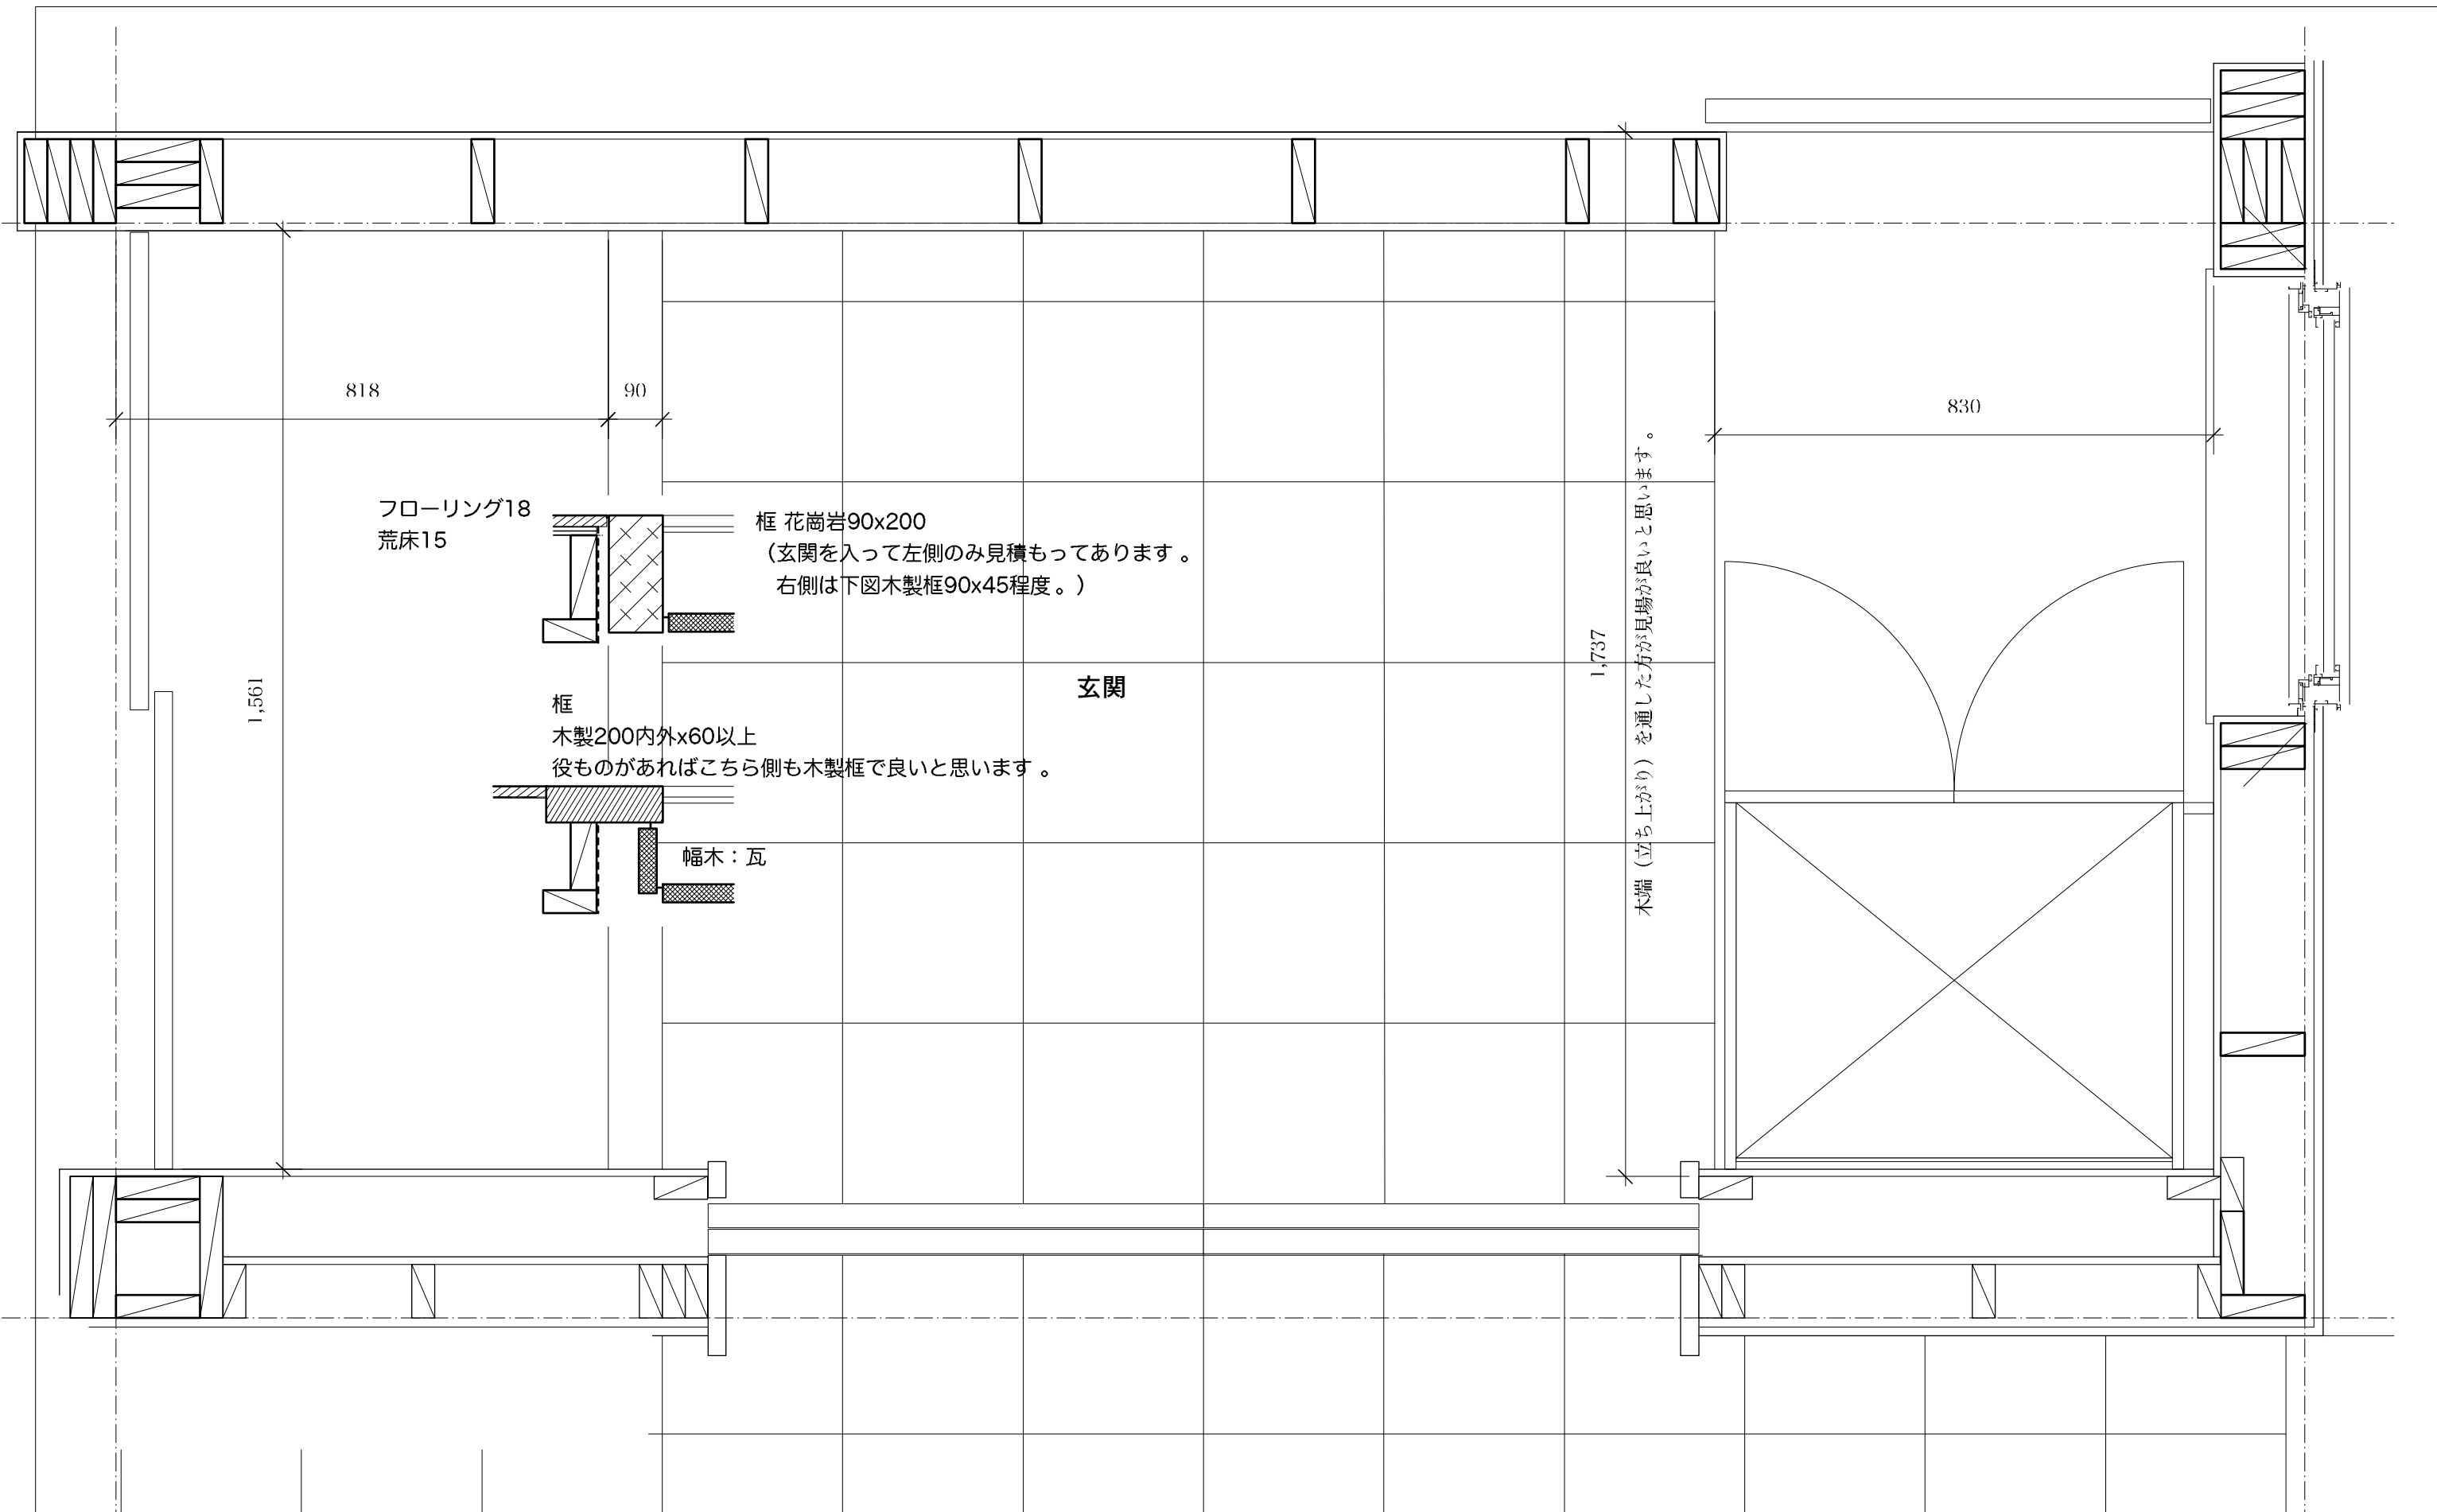 818
90
830
フローリング18
荒床15
框 花崗岩90x200
（玄関を入って左側のみ見積もってあります 。
右側は下図木製框90x45程度 。）
1,561
1,737
木端（立ち上がり）を通した方が見場が良いと思います 。
玄関
框
木製200内外x60以上
役ものがあればこちら側も木製框で良いと思います 。
幅木：瓦